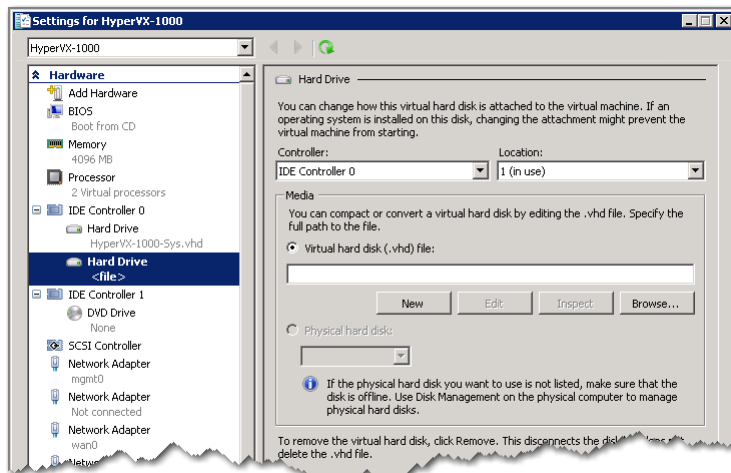 Settings for HyperVX-1000
HyperVX-1000
Hardware
Add Hardware
BIOS
Boot from CD
Memory
4096 MB
Processor
2 Virtual processors
IDE Controller 0
Hard Drive
HyperVX-1000-Sys.vhd
Hard Drive
<file>
IDE Controller 1
DVD Drive
None
SCSI Controller
Network Adapter
mgmt0
Network Adapter
Not connected
Network Adapter
wan0
Hard Drive
You can change how this virtual hard disk is attached to the virtual machine. If an
operating system is installed on this disk, changing the attachment might prevent the
virtual machine from starting.
Controller:
Location:
IDE Controller 0
1 (in use)
Media
You can compact or convert a virtual hard disk by editing the .vhd file. Specify the
full path to the file.
Virtual hard disk (.vhd) file:
New
Edit
Inspect
Browse...
Physical hard disk:
If the physical hard disk you want to use is not listed, make sure that the
disk is offline. Use Disk Management on the physical computer to manage
physical hard disks.
To remove the virtual hard disk, click Remove. This disconnects the disk
delete the .vhd file.